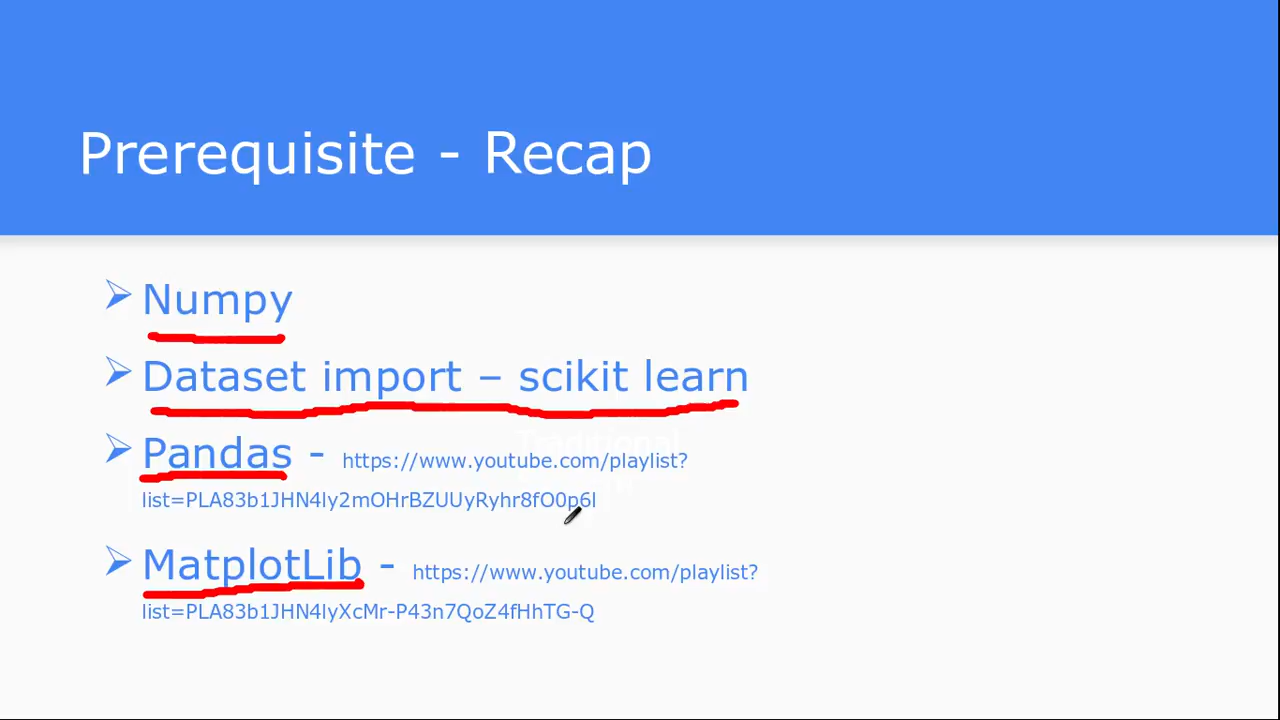 Prerequisite - Recap
Numpy
Dataset import – scikit learn
Pandas - https://www.youtube.com/playlist?
list=PLA83b1JHN4ly2mOHrBZUUyRyhr8fO0p6l
MatplotLib - https://www.youtube.com/playlist?
list=PLA83b1JHN4lyXcMr-P43n7QoZ4fHhTG-Q
Traditional